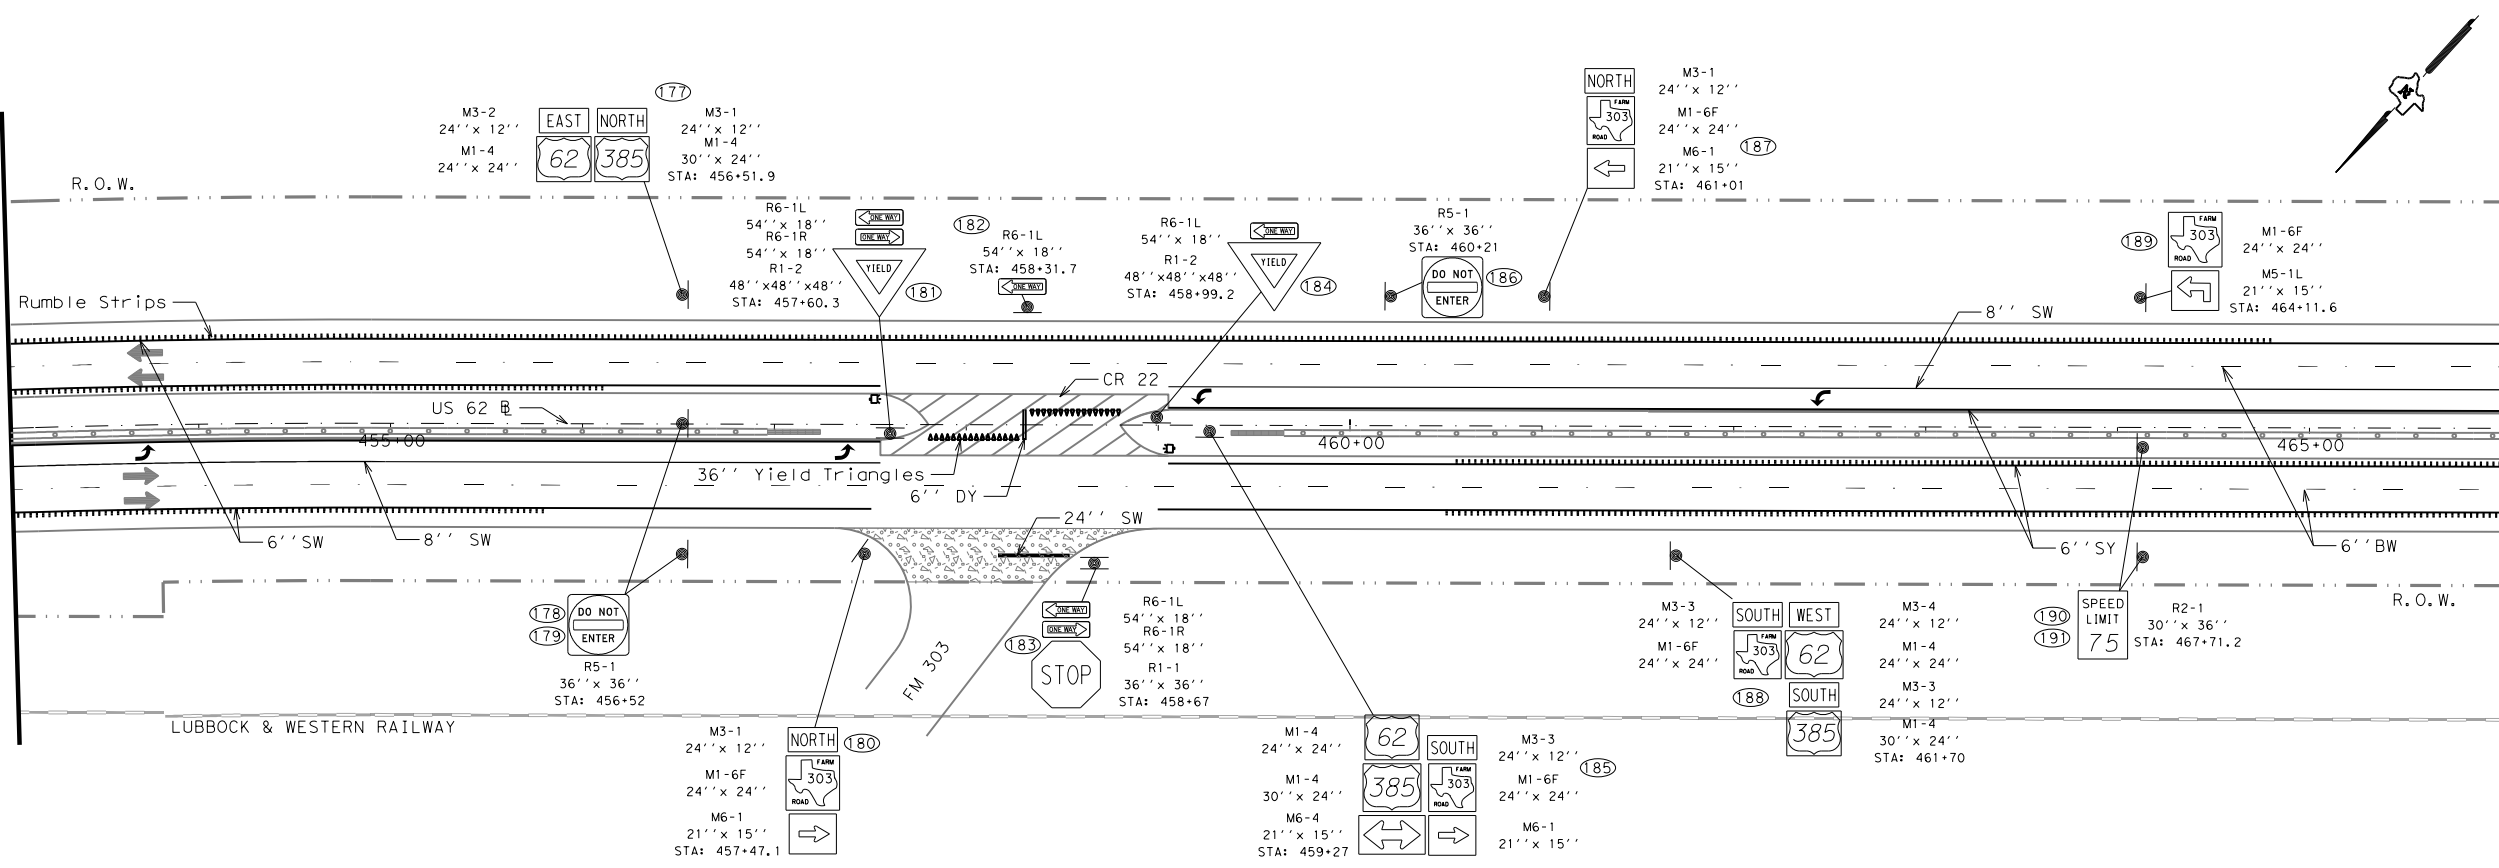 177
M3-2
24''x 12''
M1-4
24''x 24''
EAST
NORTH
62
385
M3-1
24''x 12''
M1-4
30''x 24''
STA: 456+51.9
R.O.W.
R6-1L
54''x 18''
R6-1R
54''x 18''
R1-2
48''x48''x48''
STA: 457+60.3
ONE WAY
ONE WAY
YIELD
181
182
R6-1L
54''x 18''
STA: 458+31.7
ONE WAY
R6-1L
54''x 18''
R1-2
48''x48''x48''
STA: 458+99.2
ONE WAY
YIELD
184
R5-1
36''x 36''
STA: 460+21
DO NOT
ENTER
186
NORTH
FARM
303
ROAD
M3-1
24''x 12''
M1-6F
24''x 24''
M6-1
21''x 15''
STA: 461+01
187
189
FARM
303
ROAD
M1-6F
24''x 24''
M5-1L
21''x 15''
STA: 464+11.6
Rumble Strips
8'' SW
CR 22
US 62 ℄
455+00
460+00
465+00
36'' Yield Triangles
6'' DY
24'' SW
6''SW
8'' SW
6''SY
6''BW
R.O.W.
178
179
DO NOT
ENTER
R5-1
36''x 36''
STA: 456+52
FM 303
183
ONE WAY
ONE WAY
STOP
R6-1L
54''x 18''
R6-1R
54''x 18''
R1-1
36''x 36''
STA: 458+67
M3-3
24''x 12''
M1-6F
24''x 24''
SOUTH
WEST
FARM
303
ROAD
62
188
SOUTH
385
M3-4
24''x 12''
M1-4
24''x 24''
M3-3
24''x 12''
M1-4
30''x 24''
STA: 461+70
190
191
SPEED
LIMIT
75
R2-1
30''x 36''
STA: 467+71.2
LUBBOCK & WESTERN RAILWAY
M3-1
24''x 12''
M1-6F
24''x 24''
M6-1
21''x 15''
STA: 457+47.1
NORTH
180
FARM
303
ROAD
M1-4
24''x 24''
M1-4
30''x 24''
M6-4
21''x 15''
STA: 459+27
62
SOUTH
385
FARM
303
ROAD
M3-3
24''x 12''
M1-6F
24''x 24''
M6-1
21''x 15''
185